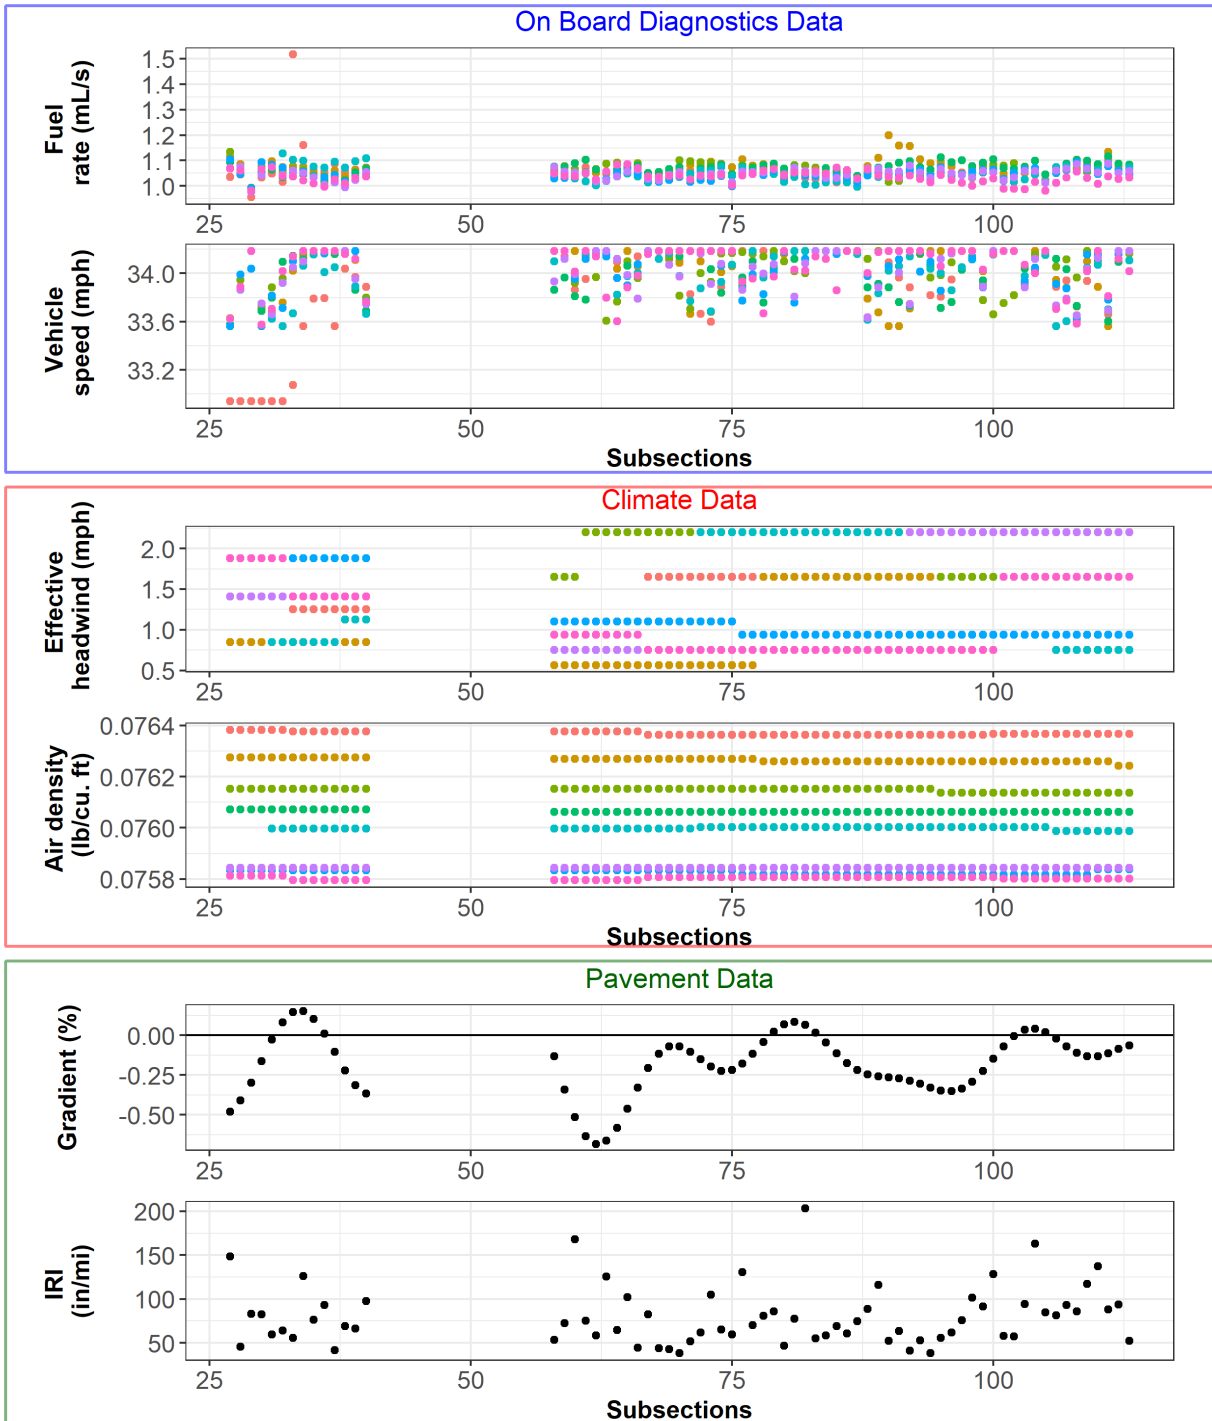 On Board Diagnostics Data
Fuel
rate (mL/s)
1.5
1.4
1.3
1.2
1.1
1.0
25 50 75 100
Vehicle
speed (mph)
34.0
33.6
33.2
25 50 75 100
Subsections
Climate Data
Effective
headwind (mph)
2.0
1.5
1.0
0.5
25 50 75 100
Air density
(lb/cu. ft)
0.0764
0.0762
0.0760
0.0758
25 50 75 100
Subsections
Pavement Data
Gradient (%)
0.00
-0.25
-0.50
25 50 75 100
IRI
(in/mi)
200
150
100
50
25 50 75 100
Subsections